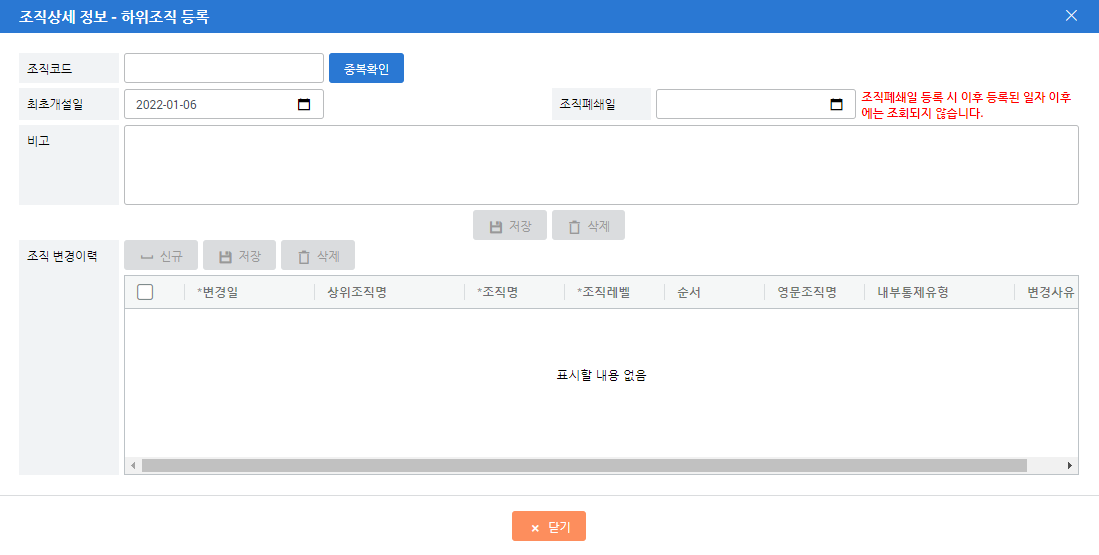 조직상세 정보 - 하위조직 등록
조직코드
중복확인
최초개설일
2022-01-06
조직폐쇄일
조직폐쇄일 등록 시 이후 등록된 일자 이후
에는 조회되지 않습니다.
비고
저장
삭제
조직 변경이력
신규
저장
삭제
*변경일
상위조직명
*조직명
*조직레벨
순서
영문조직명
내부통제유형
변경사유
표시할 내용 없음
× 닫기